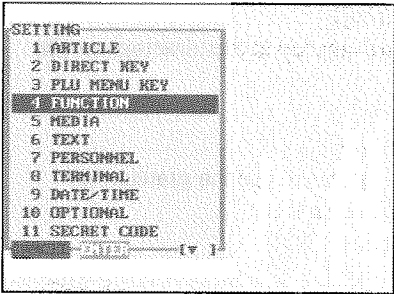 SETTING
1 ARTICLE
2 DIRECT KEY
3 PLU MENU KEY
4 FUNCTION
5 MEDIA
6 TEXT
7 PERSONNEL
8 TERMINAL
9 DATE/TIME
10 OPTIONAL
11 SECRET CODE
ENTER [▼ ]